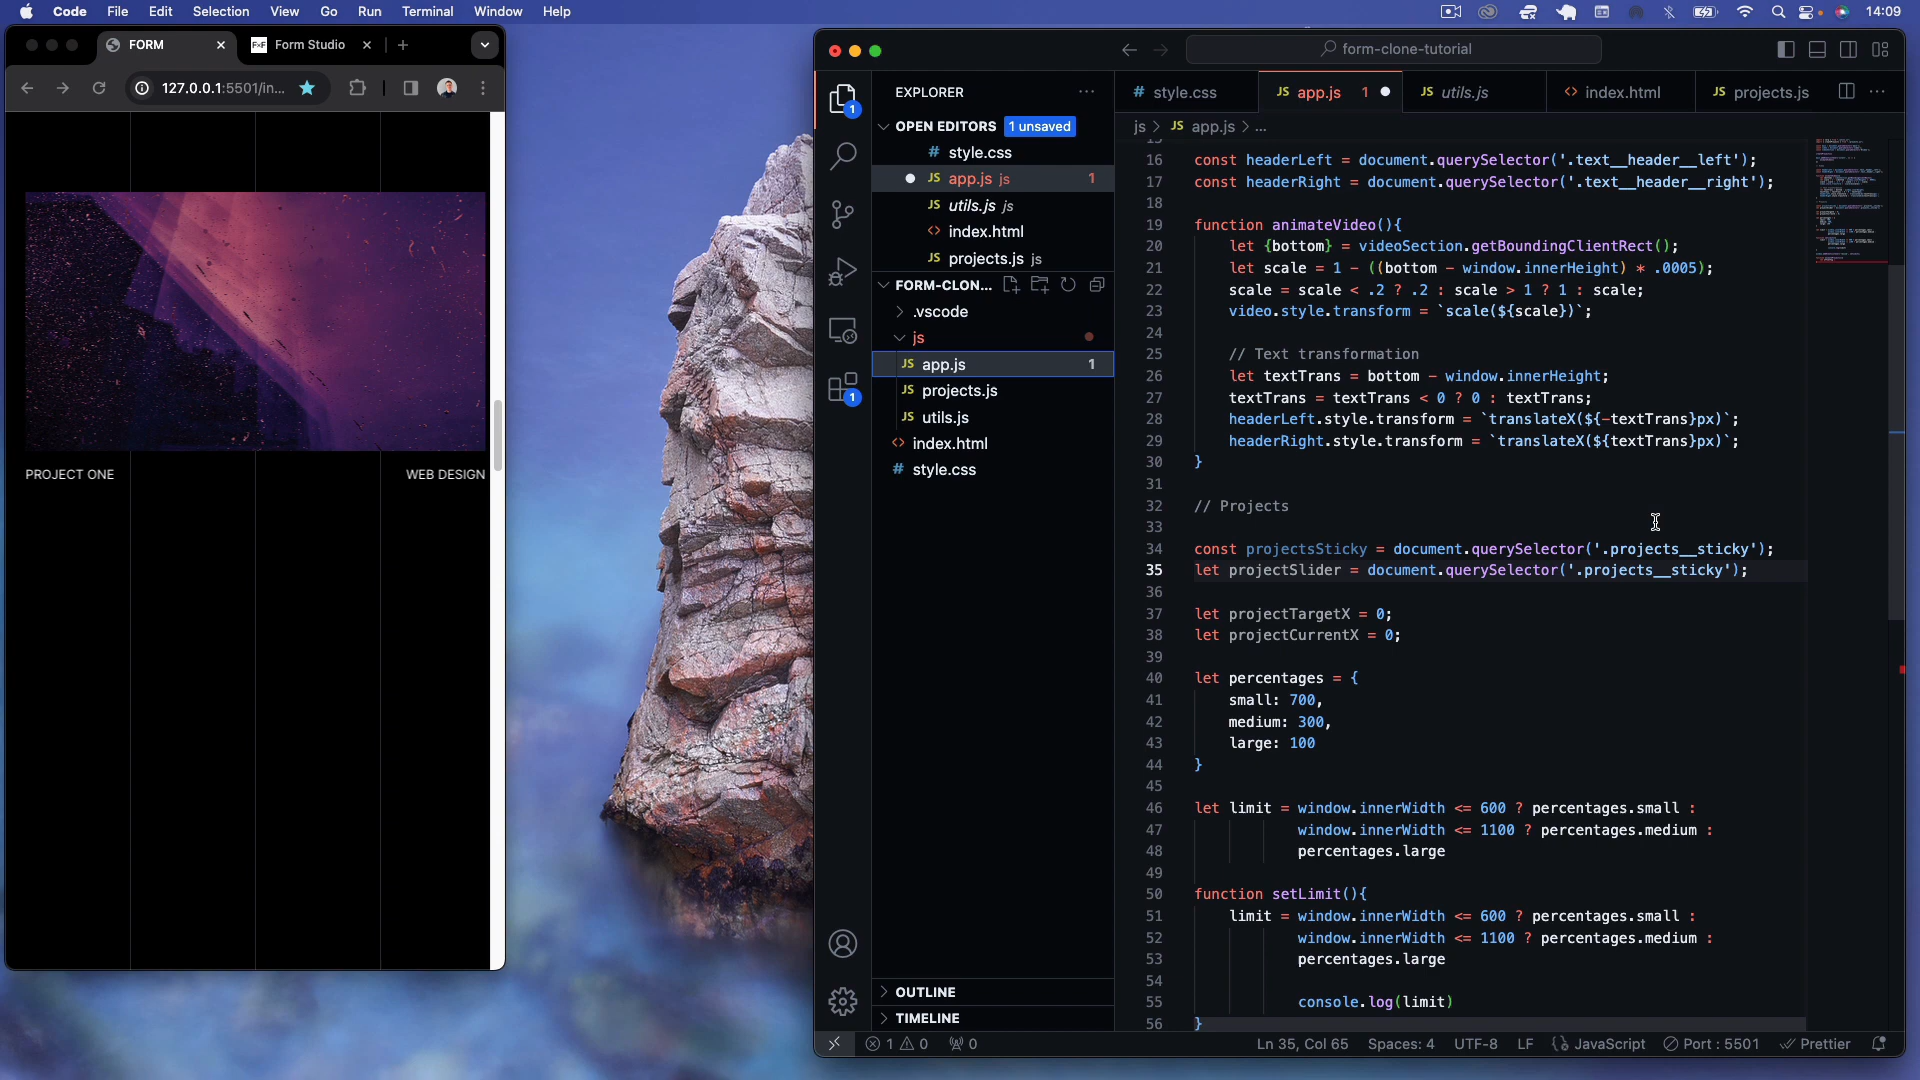 Code File Edit Selection View Go Run Terminal Window Help 14:09
FORM
Form Studio
127.0.0.1:5501/in...
PROJECT ONE
WEB DESIGN
form-clone-tutorial
EXPLORER
OPEN EDITORS 1 unsaved
# style.css
JS app.js js 1
JS utils.js js
<> index.html
JS projects.js js
FORM-CLON...
.vscode
js
JS app.js 1
JS projects.js
JS utils.js
<> index.html
# style.css
OUTLINE
TIMELINE
# style.css JS app.js 1 JS utils.js <> index.html JS projects.js
js > JS app.js > ...
16 const headerLeft = document.querySelector('.text__header__left');
17 const headerRight = document.querySelector('.text__header__right');
18
19 function animateVideo(){
20 let {bottom} = videoSection.getBoundingClientRect();
21 let scale = 1 - ((bottom - window.innerHeight) * .0005);
22 scale = scale < .2 ? .2 : scale > 1 ? 1 : scale;
23 video.style.transform = `scale(${scale})`;
24
25 // Text transformation
26 let textTrans = bottom - window.innerHeight;
27 textTrans = textTrans < 0 ? 0 : textTrans;
28 headerLeft.style.transform = `translateX(${-textTrans}px)`;
29 headerRight.style.transform = `translateX(${textTrans}px)`;
30 }
31
32 // Projects
33
34 const projectsSticky = document.querySelector('.projects__sticky');
35 let projectSlider = document.querySelector('.projects__sticky');
36
37 let projectTargetX = 0;
38 let projectCurrentX = 0;
39
40 let percentages = {
41 small: 700,
42 medium: 300,
43 large: 100
44 }
45
46 let limit = window.innerWidth <= 600 ? percentages.small :
47 window.innerWidth <= 1100 ? percentages.medium :
48 percentages.large
49
50 function setLimit(){
51 limit = window.innerWidth <= 600 ? percentages.small :
52 window.innerWidth <= 1100 ? percentages.medium :
53 percentages.large
54
55 console.log(limit)
56 }
1 0 0 Ln 35, Col 65 Spaces: 4 UTF-8 LF JavaScript Port : 5501 Prettier